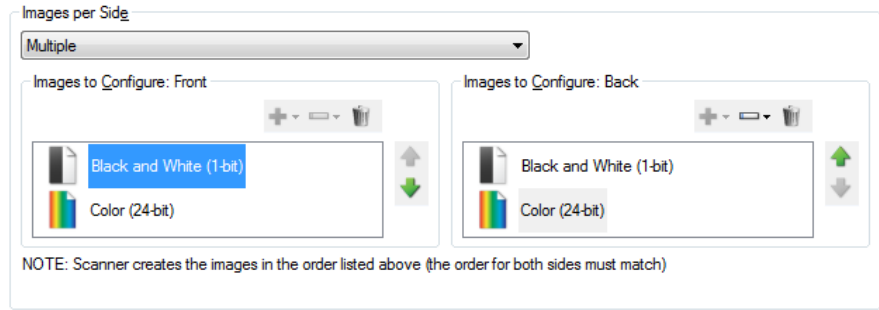 Images per Side
Multiple
Images to Configure: Front
Images to Configure: Back
Black and White (1-bit)
Color (24-bit)
Black and White (1-bit)
Color (24-bit)
NOTE: Scanner creates the images in the order listed above (the order for both sides must match)